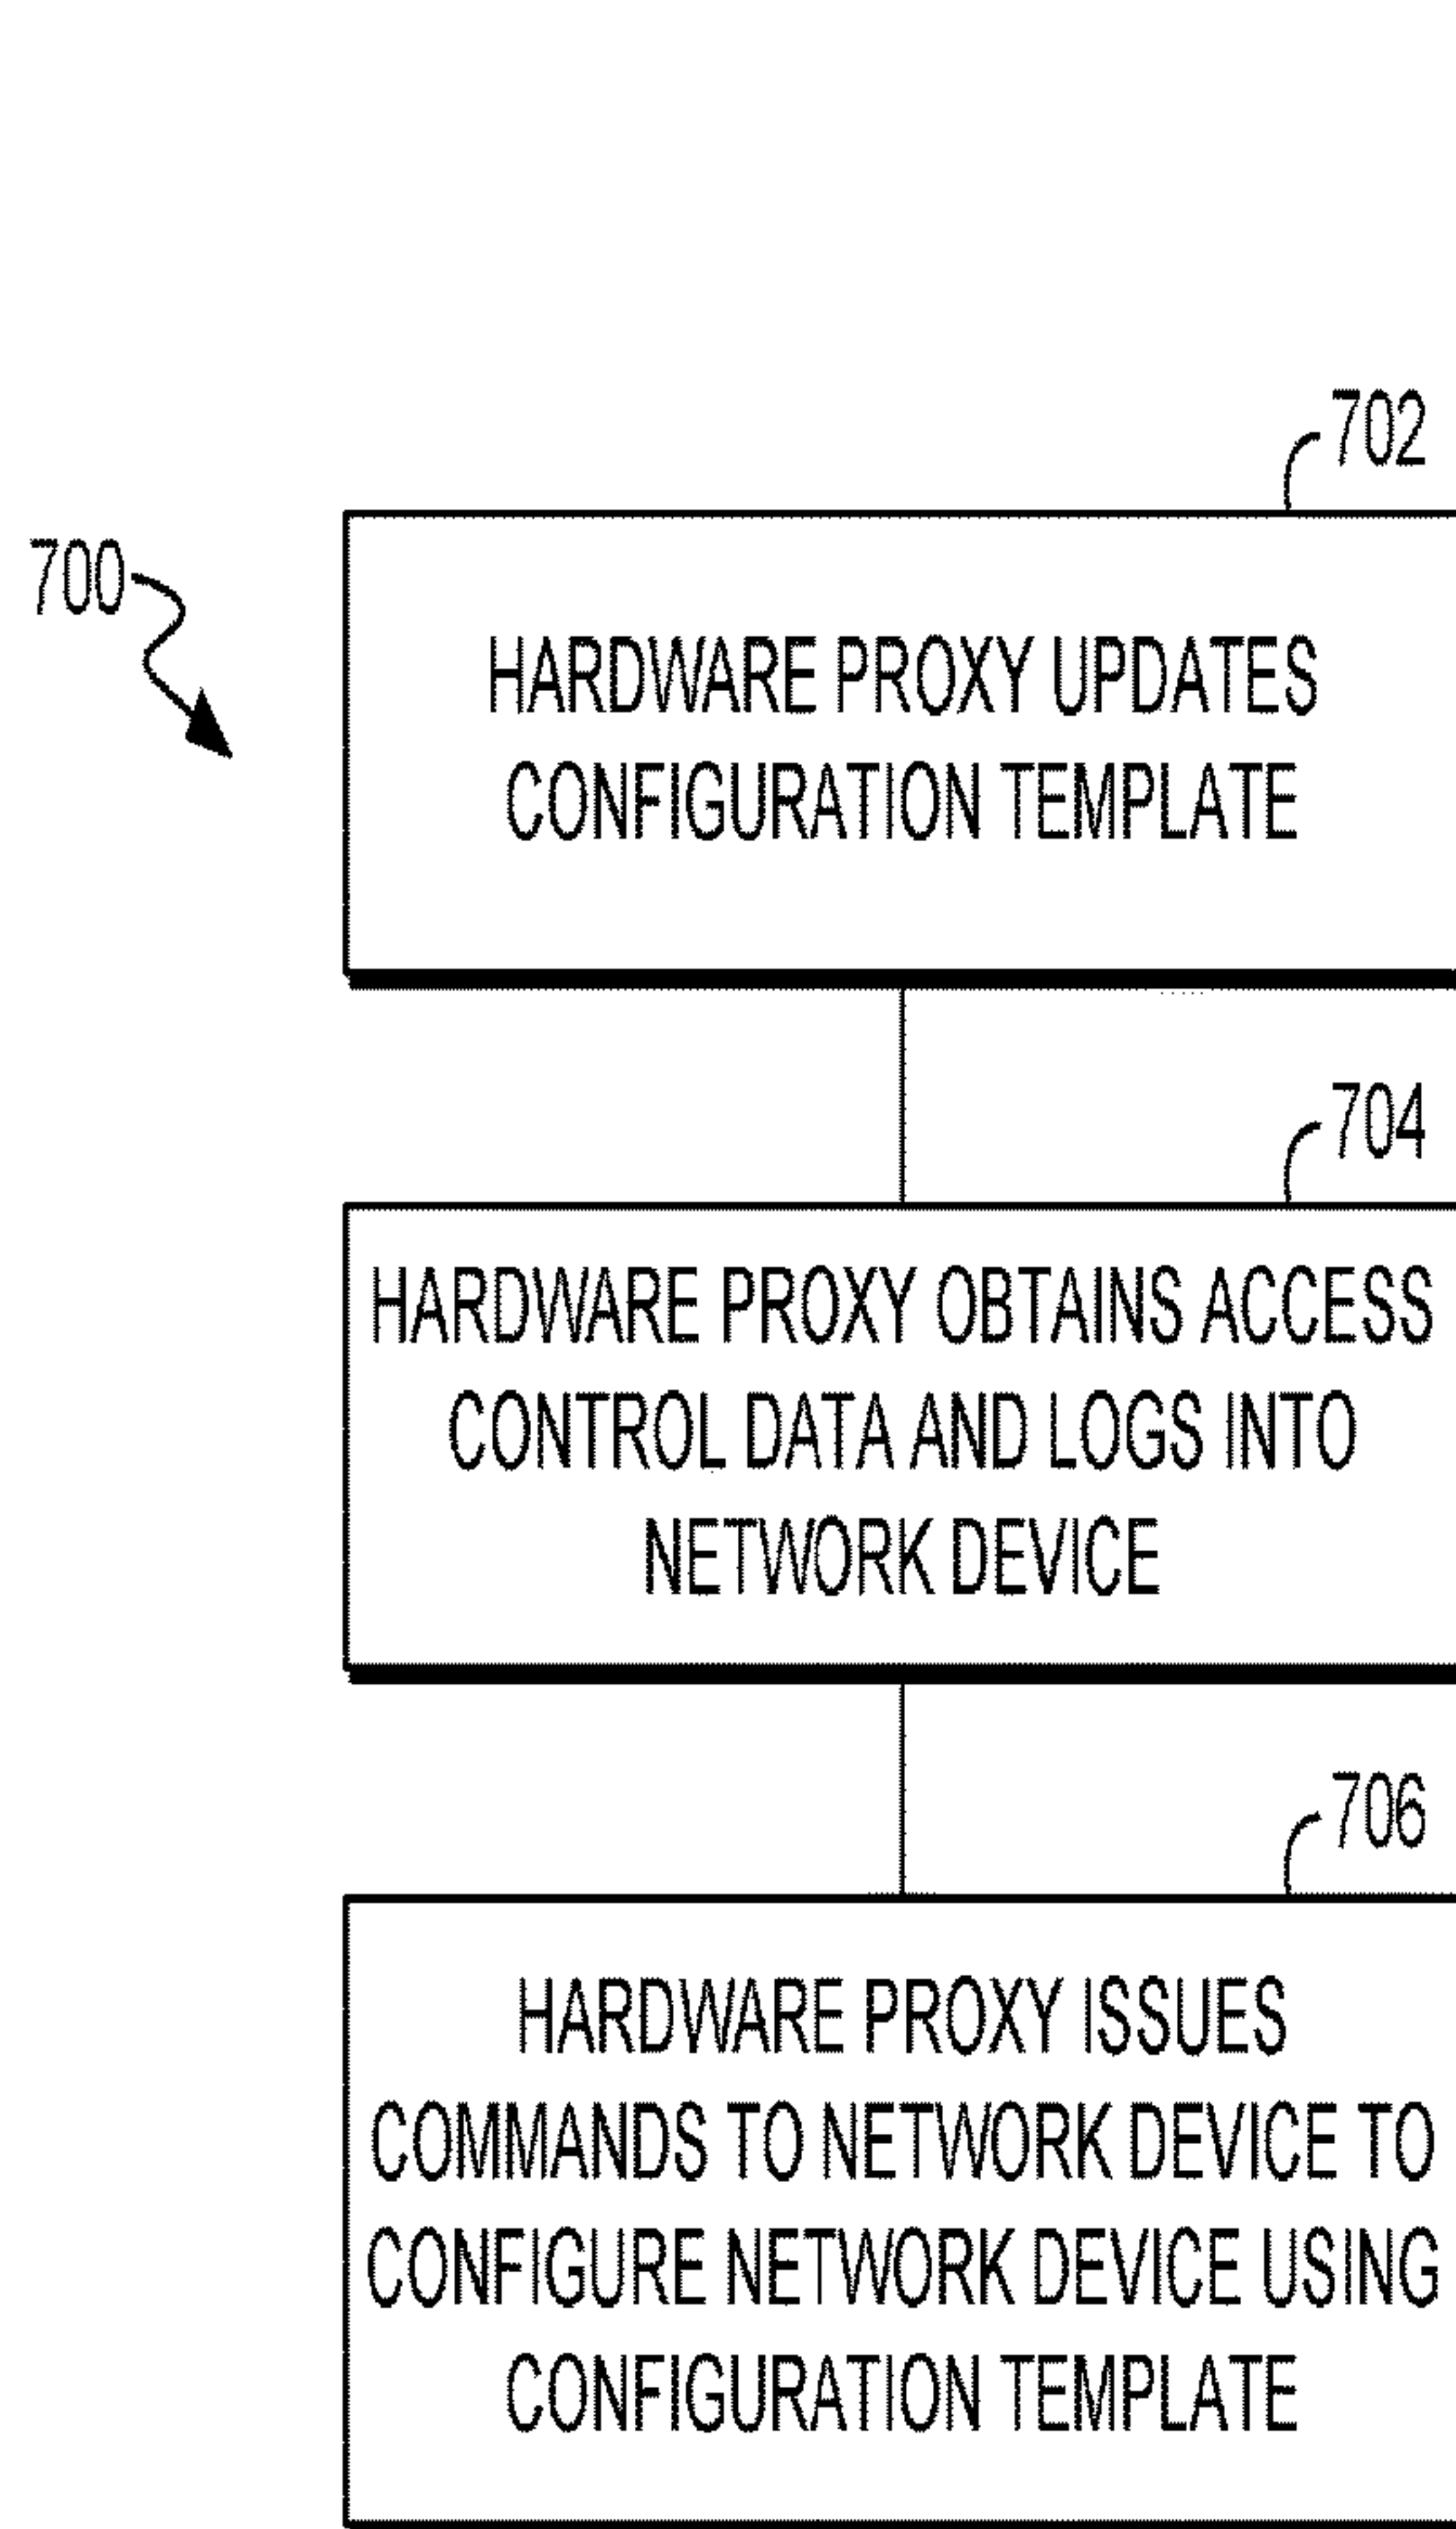 702
700
HARDWARE PROXY UPDATES
CONFIGURATION TEMPLATE
704
HARDWARE PROXY OBTAINS ACCESS
CONTROL DATA AND LOGS INTO
NETWORK DEVICE
706
HARDWARE PROXY ISSUES
COMMANDS TO NETWORK DEVICE TO
CONFIGURE NETWORK DEVICE USING
CONFIGURATION TEMPLATE